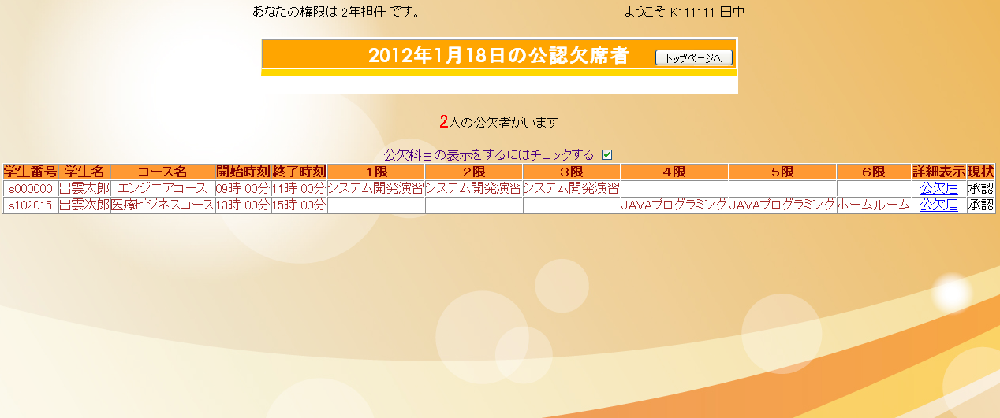 あなたの権限は 2年担任 です。 ようこそ K111111 田中
2012年1月18日の公認欠席者 トップページへ
2人の公欠者がいます
公欠科目の表示をするにはチェックする
学生番号 学生名 コース名 開始時刻 終了時刻 1限 2限 3限 4限 5限 6限 詳細表示 現状
s000000 出雲太郎 エンジニアコース 09時 00分 11時 00分 システム開発演習 システム開発演習 システム開発演習 公欠届 承認
s102015 出雲次郎 医療ビジネスコース 13時 00分 15時 00分 JAVAプログラミング JAVAプログラミング ホームルーム 公欠届 承認